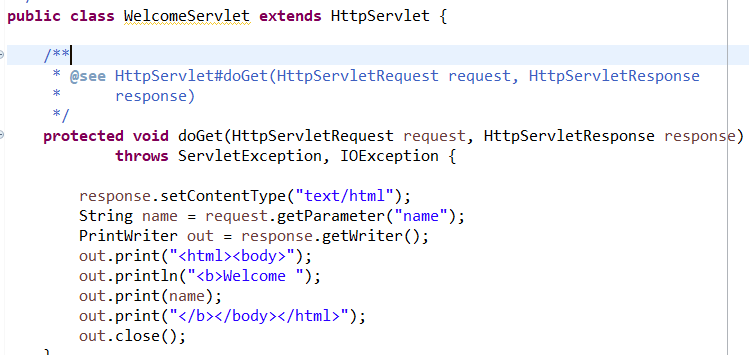 public class WelcomeServlet extends HttpServlet {
/**
* @see HttpServlet#doGet(HttpServletRequest request, HttpServletResponse
* response)
*/
protected void doGet(HttpServletRequest request, HttpServletResponse response)
throws ServletException, IOException {
response.setContentType("text/html");
String name = request.getParameter("name");
PrintWriter out = response.getWriter();
out.print("<html><body>");
out.println("<b>Welcome ");
out.print(name);
out.print("</b></body></html>");
out.close();